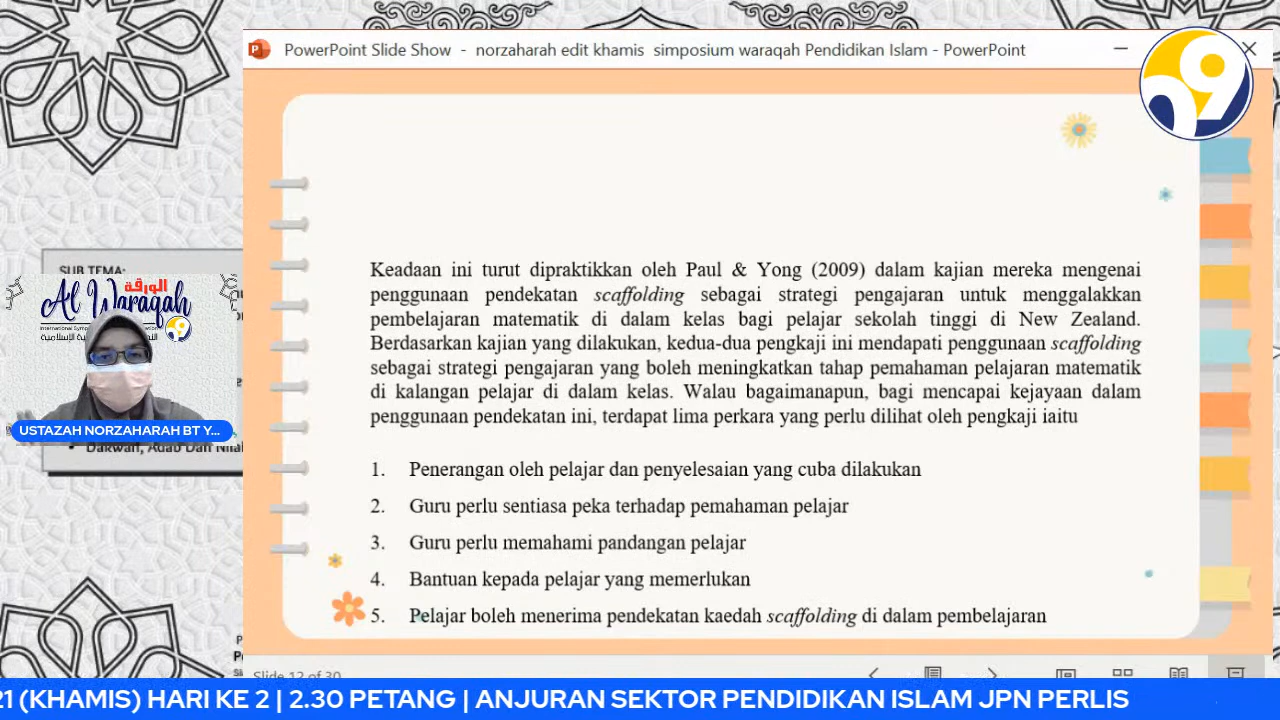 PowerPoint Slide Show - norzaharah edit khamis simposium waraqah Pendidikan Islam - PowerPoint
Keadaan ini turut dipraktikkan oleh Paul & Yong (2009) dalam kajian mereka mengenai
penggunaan pendekatan scaffolding sebagai strategi pengajaran untuk menggalakkan
pembelajaran matematik di dalam kelas bagi pelajar sekolah tinggi di New Zealand.
Berdasarkan kajian yang dilakukan, kedua-dua pengkaji ini mendapati penggunaan scaffolding
sebagai strategi pengajaran yang boleh meningkatkan tahap pemahaman pelajaran matematik
di kalangan pelajar di dalam kelas. Walau bagaimanapun, bagi mencapai kejayaan dalam
penggunaan pendekatan ini, terdapat lima perkara yang perlu dilihat oleh pengkaji iaitu
1. Penerangan oleh pelajar dan penyelesaian yang cuba dilakukan
2. Guru perlu sentiasa peka terhadap pemahaman pelajar
3. Guru perlu memahami pandangan pelajar
4. Bantuan kepada pelajar yang memerlukan
5. Pelajar boleh menerima pendekatan kaedah scaffolding di dalam pembelajaran
Slide 12 of 30
SUB TEMA:
الورقة
Al Waraqah
USTAZAH NORZAHARAH BT Y...
• Dakwah, Adab Dan Nilai
21 (KHAMIS) HARI KE 2 | 2.30 PETANG | ANJURAN SEKTOR PENDIDIKAN ISLAM JPN PERLIS